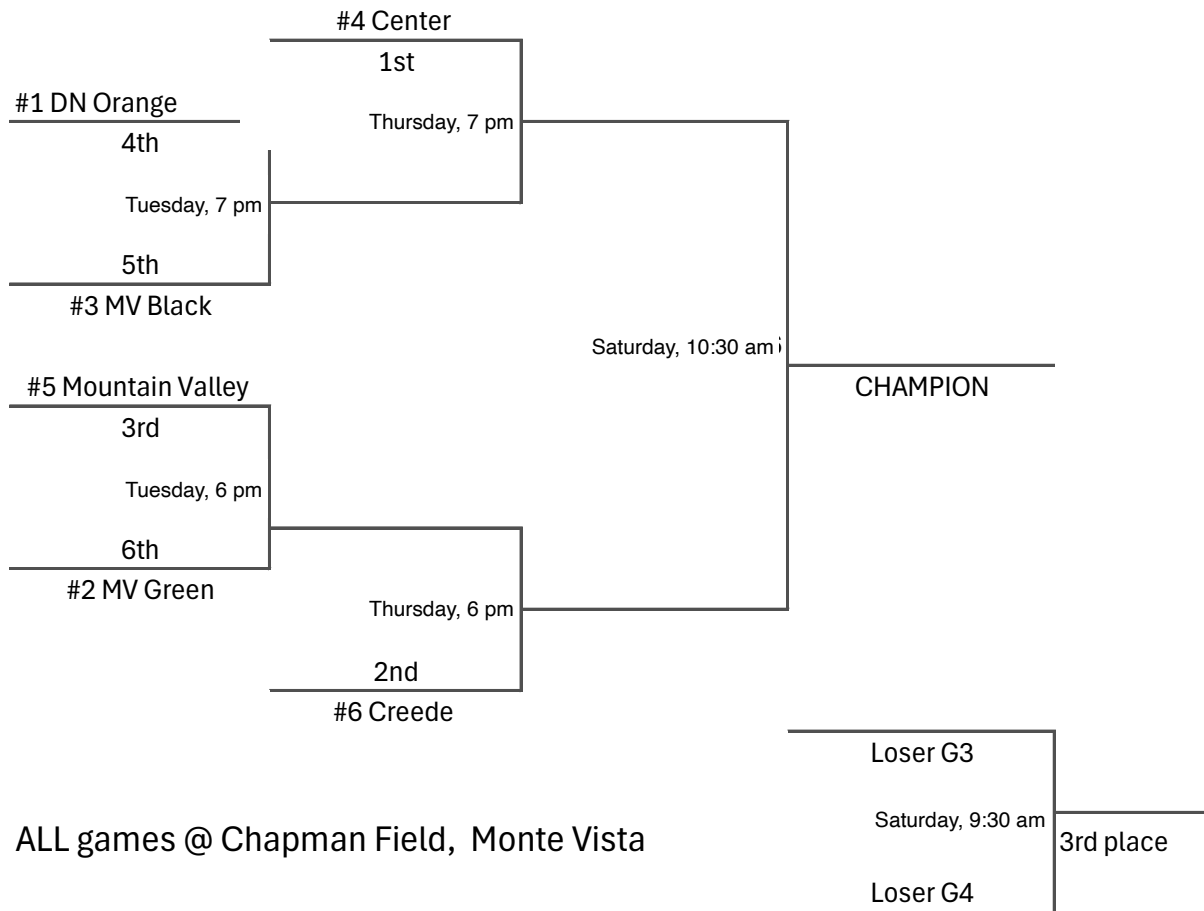 #4 Center
1st
#1 DN Orange
Thursday, 7 pm
4th
Tuesday, 7 pm
5th
#3 MV Black
Saturday, 10:30 am
#5 Mountain Valley
CHAMPION
3rd
Tuesday, 6 pm
6th
#2 MV Green
Thursday, 6 pm
2nd
#6 Creede
Loser G3
Saturday, 9:30 am
ALL games @ Chapman Field, Monte Vista
3rd place
Loser G4